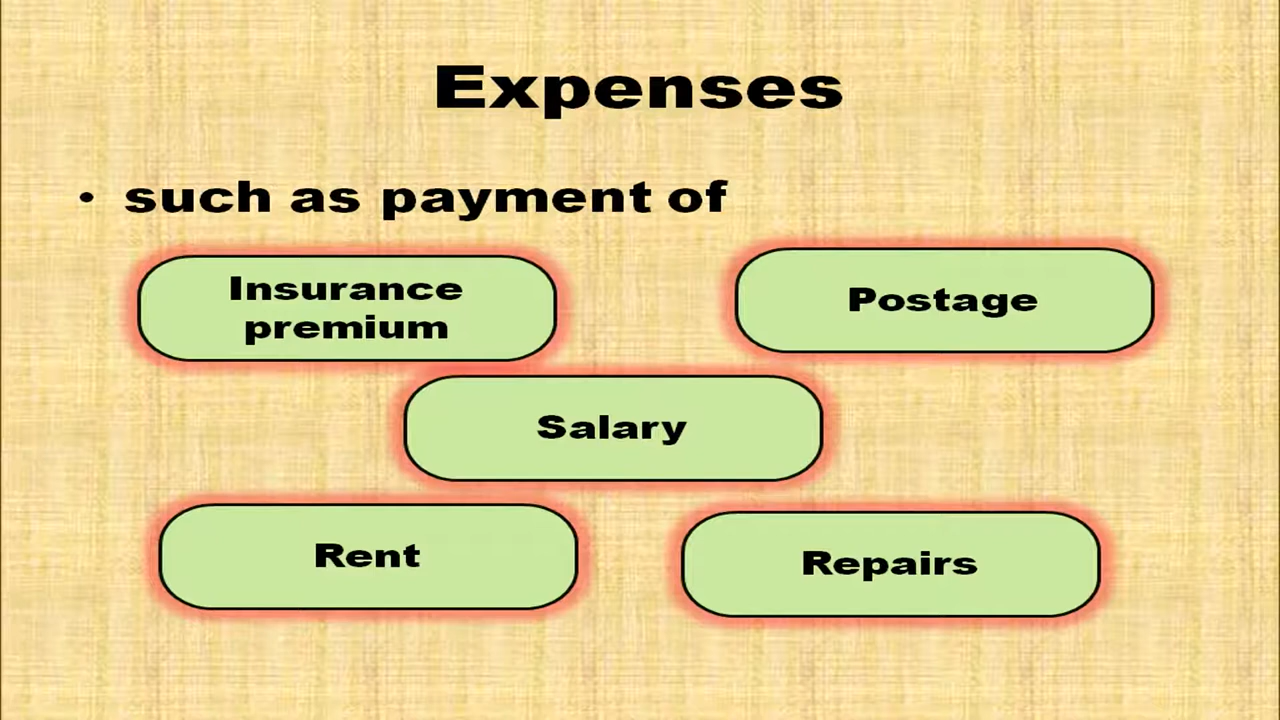 Expenses
• such as payment of
Insurance
premium
Postage
Salary
Rent
Repairs